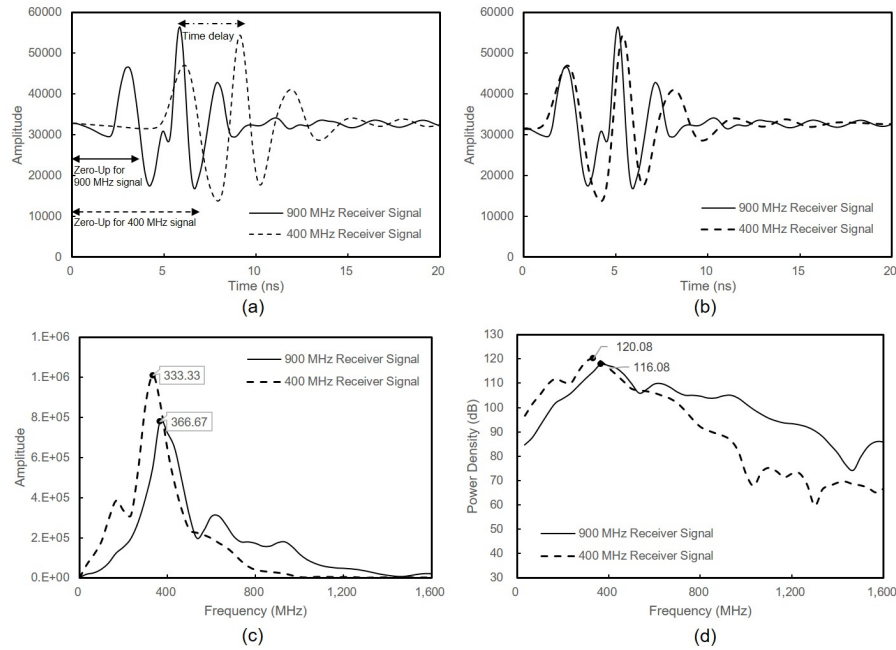 60000
50000
40000
30000
20000
10000
0
Amplitude
Time delay
Zero-Up for
900 MHz signal
Zero-Up for 400 MHz signal
900 MHz Receiver Signal
400 MHz Receiver Signal
0 5 10 15 20
Time (ns)
(a)
60000
50000
40000
30000
20000
10000
0
Amplitude
900 MHz Receiver Signal
400 MHz Receiver Signal
0 5 10 15 20
Time (ns)
(b)
1.E+06
1.E+06
8.E+05
6.E+05
4.E+05
2.E+05
0.E+00
Amplitude
333.33
366.67
900 MHz Receiver Signal
400 MHz Receiver Signal
0 400 800 1,200 1,600
Frequency (MHz)
(c)
130
120
110
100
90
80
70
60
50
40
30
Power Density (dB)
120.08
116.08
900 MHz Receiver Signal
400 MHz Receiver Signal
0 400 800 1,200 1,600
Frequency (MHz)
(d)